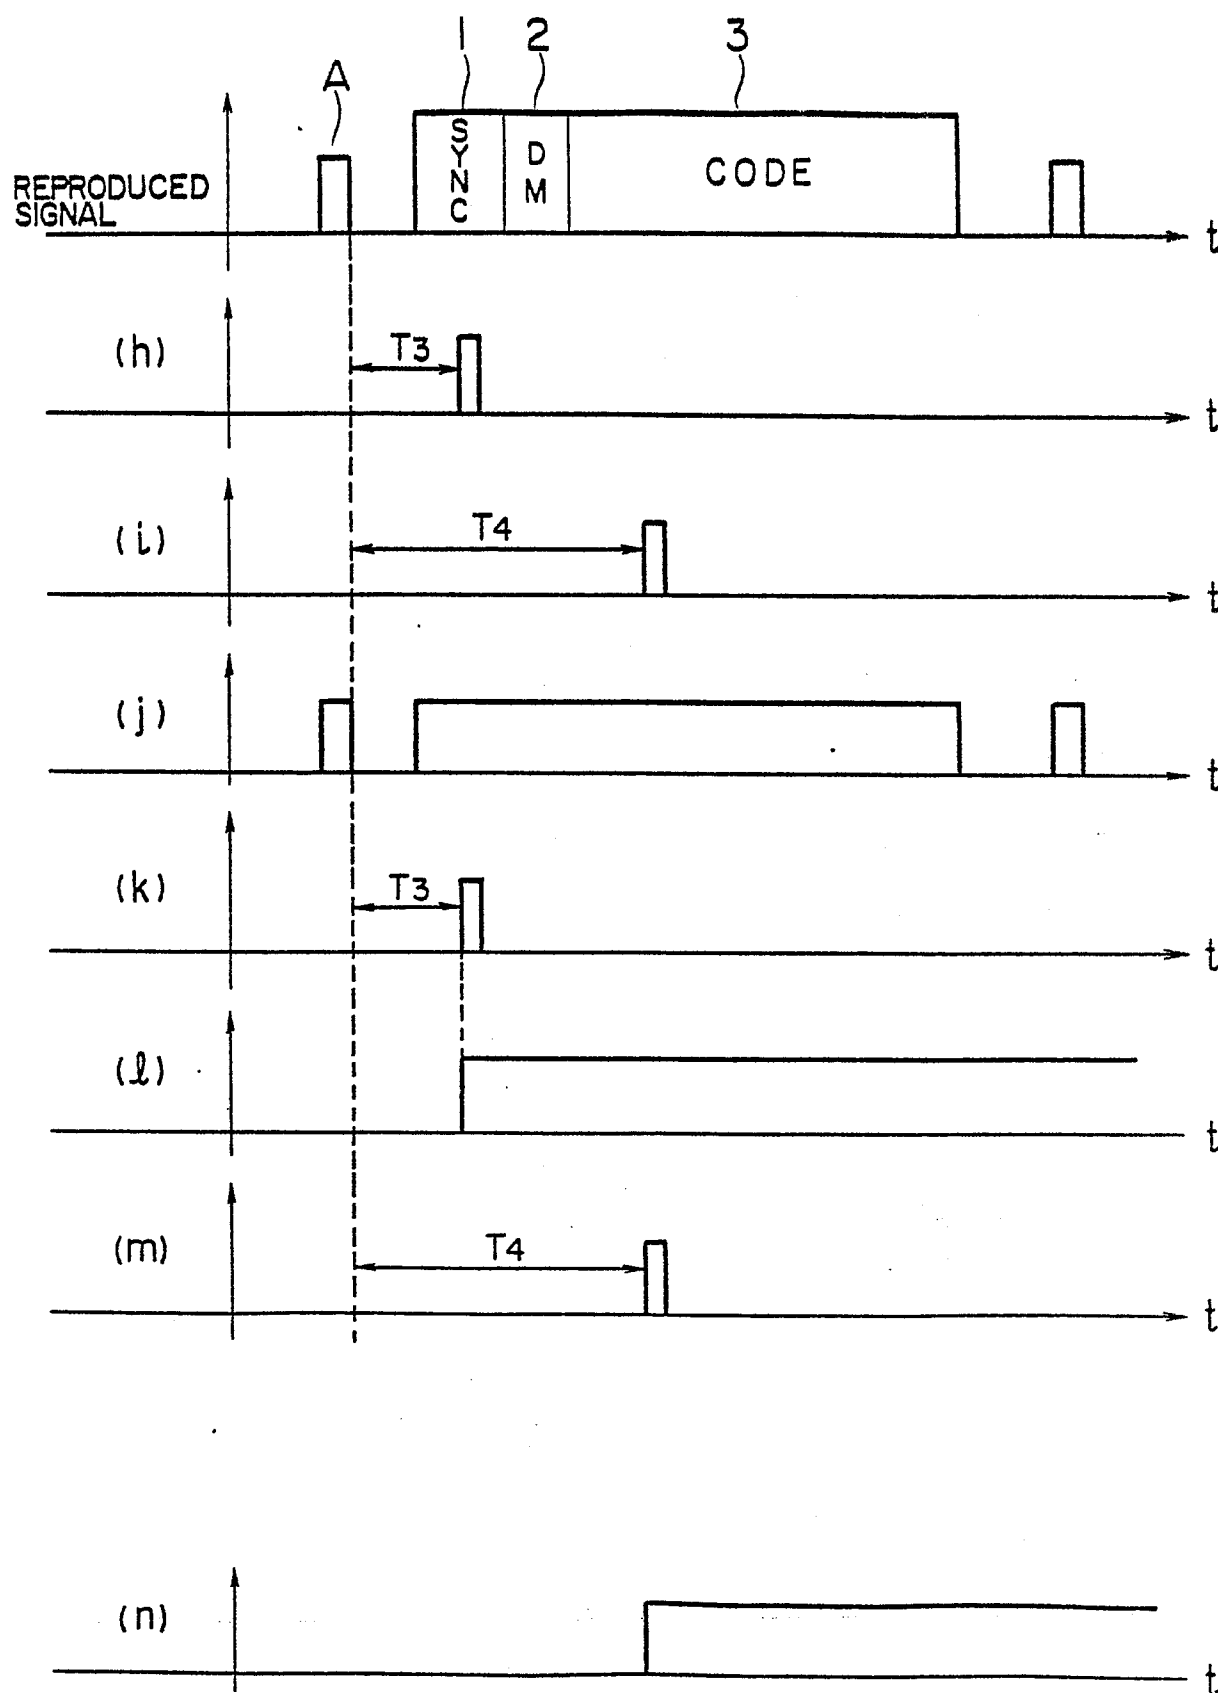 1 2 3
A
REPRODUCED
SIGNAL
SYNC
DM
CODE
t
(h)
T3
t
(i)
T4
t
(j)
t
(k)
T3
t
(l)
t
(m)
T4
t
(n)
t